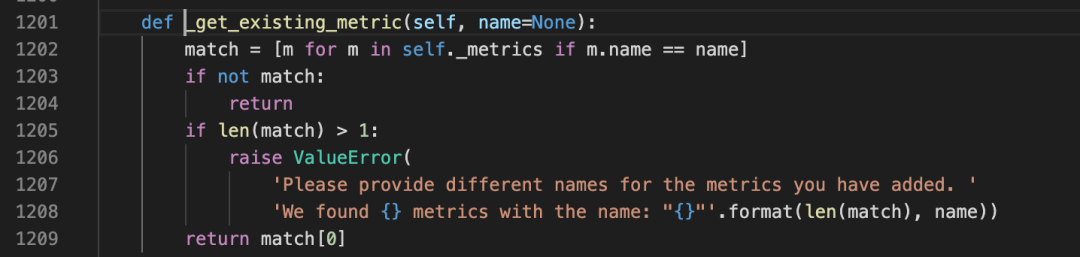 1201 def _get_existing_metric(self, name=None):
1202 match = [m for m in self._metrics if m.name == name]
1203 if not match:
1204 return
1205 if len(match) > 1:
1206 raise ValueError(
1207 'Please provide different names for the metrics you have added. '
1208 'We found {} metrics with the name: "{}"'.format(len(match), name))
1209 return match[0]